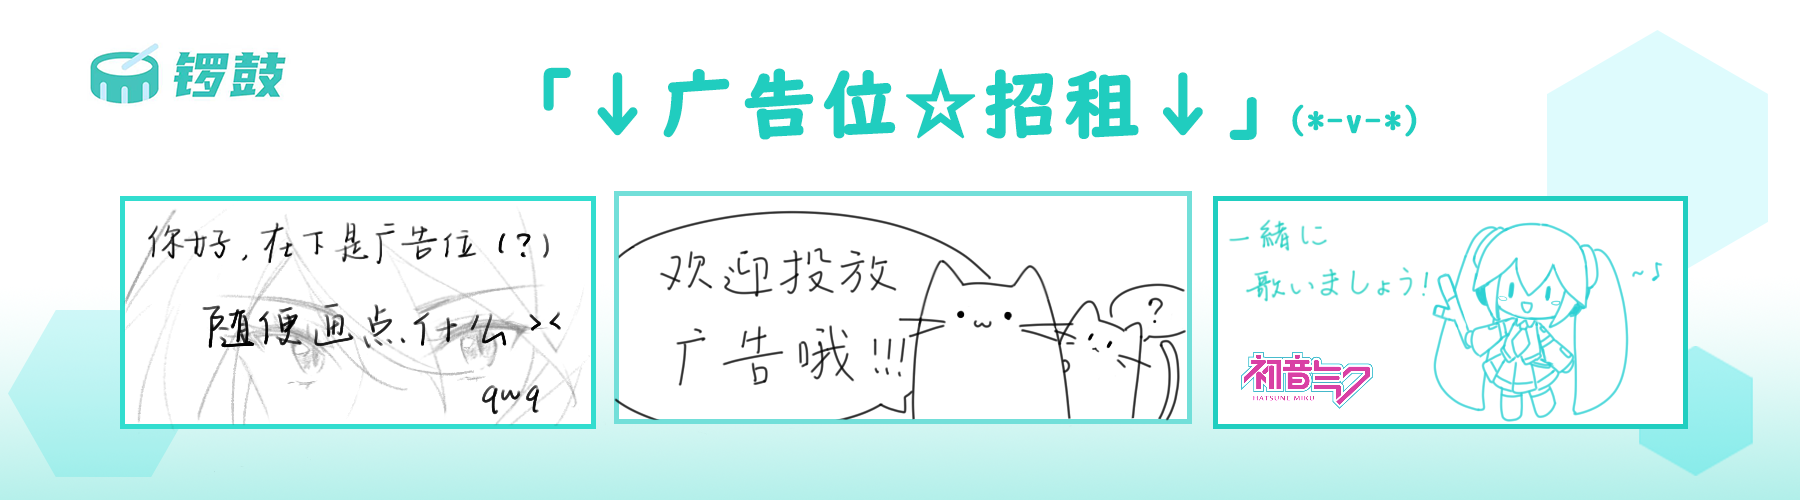 锣鼓
「↓广告位☆招租↓」(*-v-*)
你好,在下是广告位(?)
随便画点什么><
qwq
欢迎投放
广告哦!!!
?
一緒に
歌いましょう!
~♪
初音ミク
HATSUNE MIKU